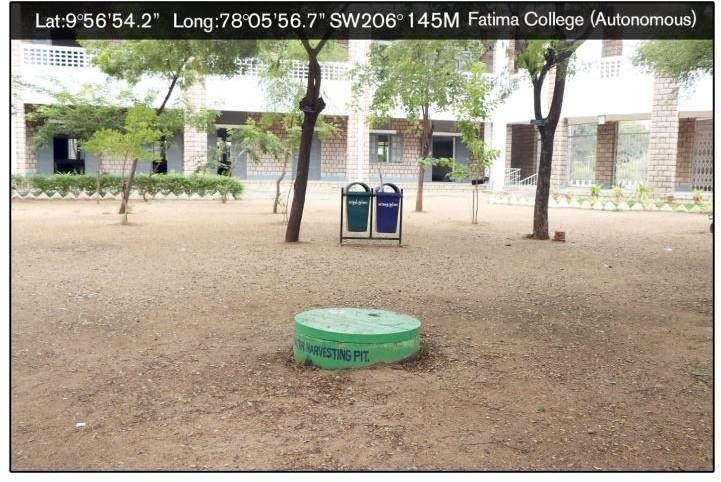 Lat:9°56'54.2" Long:78°05'56.7" SW206° 145M Fatima College (Autonomous)
HARVESTING PIT.